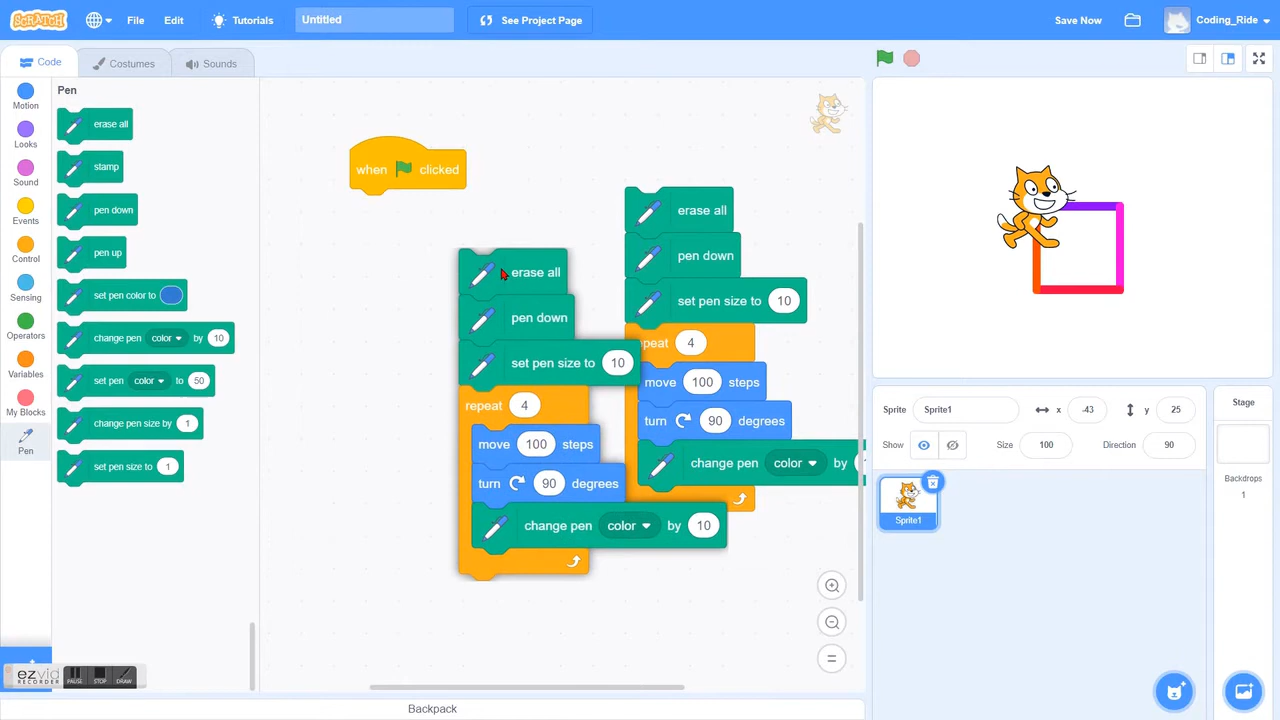 SCRATCH
File
Edit
Tutorials
Untitled
See Project Page
Save Now
Coding_Ride
Code
Costumes
Sounds
Motion
Looks
Sound
Events
Control
Sensing
Operators
Variables
My Blocks
Pen
Pen
erase all
stamp
pen down
pen up
set pen color to
change pen color by 10
set pen color to 50
change pen size by 1
set pen size to 1
when clicked
erase all
pen down
set pen size to 10
repeat 4
move 100 steps
turn 90 degrees
change pen color by 10
erase all
pen down
set pen size to 10
peat 4
move 100 steps
turn 90 degrees
change pen color by
Sprite Sprite1 x -43 y 25
Show Size 100 Direction 90
Sprite1
Stage
Backdrops
1
ezvid
RECORDER
PAUSE
STOP
DRAW
Backpack